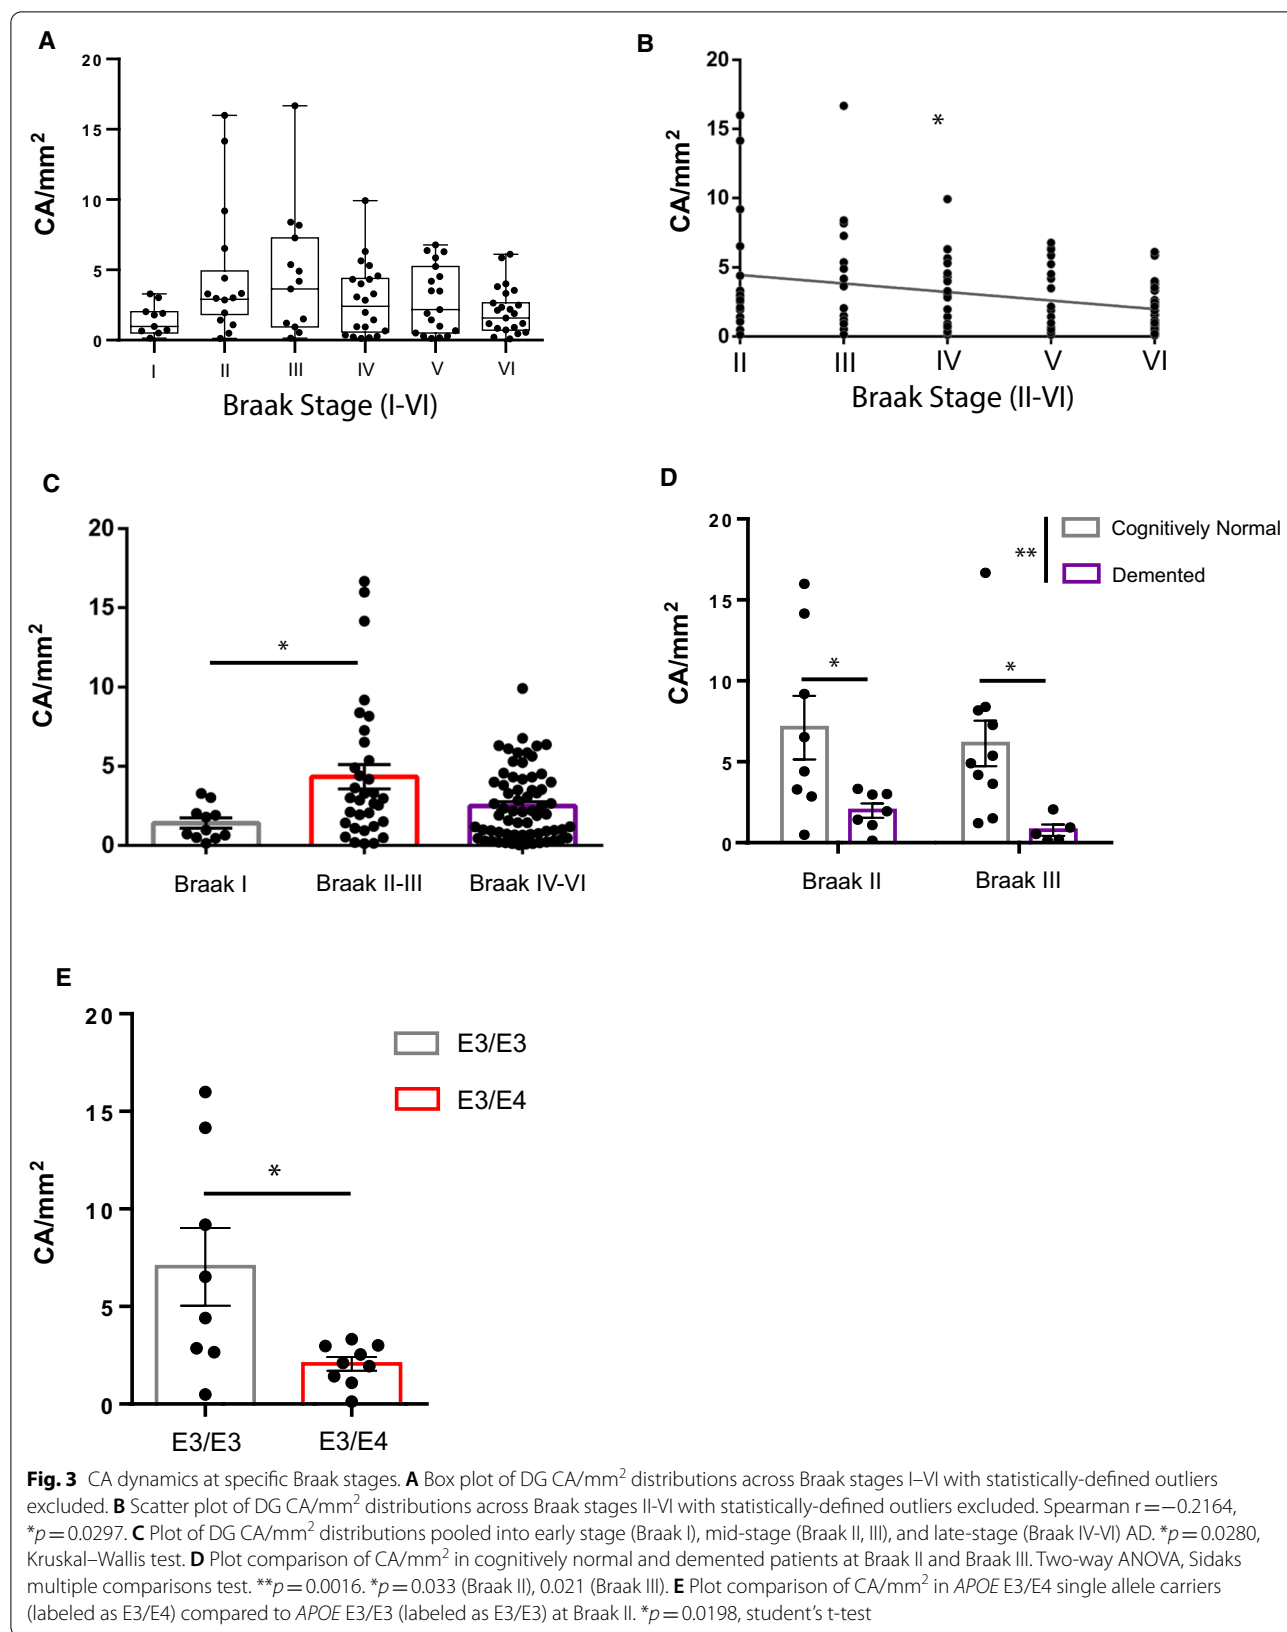 A
20
15
10
5
0
CA/mm²
I II III IV V VI
Braak Stage (I-VI)
B
20
15
10
5
0
CA/mm²
*
II III IV V VI
Braak Stage (II-VI)
C
20
15
10
5
0
CA/mm²
*
Braak I Braak II-III Braak IV-VI
D
20
15
10
5
0
CA/mm²
**
Cognitively Normal
Demented
* *
Braak II Braak III
E
20
15
10
5
0
CA/mm²
*
E3/E3
E3/E4
E3/E3 E3/E4
Fig. 3 CA dynamics at specific Braak stages. A Box plot of DG CA/mm² distributions across Braak stages I–VI with statistically-defined outliers
excluded. B Scatter plot of DG CA/mm² distributions across Braak stages II-VI with statistically-defined outliers excluded. Spearman r=−0.2164,
*p=0.0297. C Plot of DG CA/mm² distributions pooled into early stage (Braak I), mid-stage (Braak II, III), and late-stage (Braak IV-VI) AD. *p=0.0280,
Kruskal–Wallis test. D Plot comparison of CA/mm² in cognitively normal and demented patients at Braak II and Braak III. Two-way ANOVA, Sidaks
multiple comparisons test. **p=0.0016. *p=0.033 (Braak II), 0.021 (Braak III). E Plot comparison of CA/mm² in APOE E3/E4 single allele carriers
(labeled as E3/E4) compared to APOE E3/E3 (labeled as E3/E3) at Braak II. *p=0.0198, student's t-test